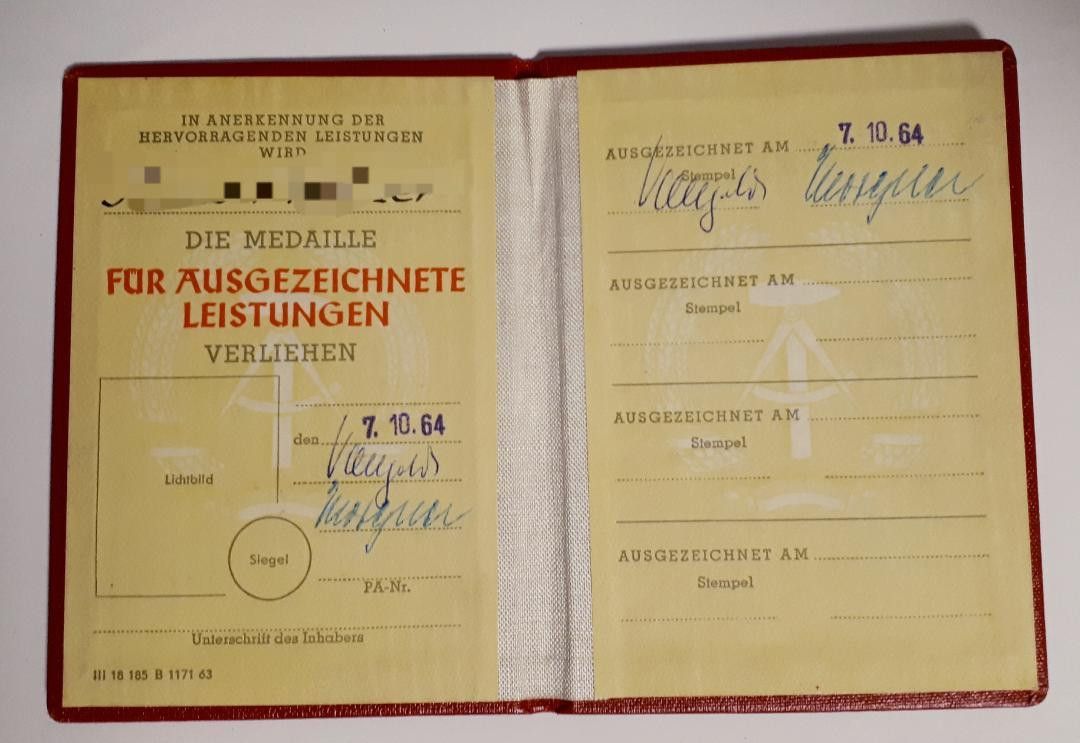 IN ANERKENNUNG DER
HERVORRAGENDEN LEISTUNGEN
WIRD
DIE MEDAILLE
FÜR AUSGEZEICHNETE
LEISTUNGEN
VERLIEHEN
Lichtbild
den 7. 10. 64
Siegel
PA-Nr.
Unterschrift des Inhabers
III 18 185 B 1171 63
AUSGEZEICHNET AM 7. 10. 64
Stempel
AUSGEZEICHNET AM
Stempel
AUSGEZEICHNET AM
Stempel
AUSGEZEICHNET AM
Stempel